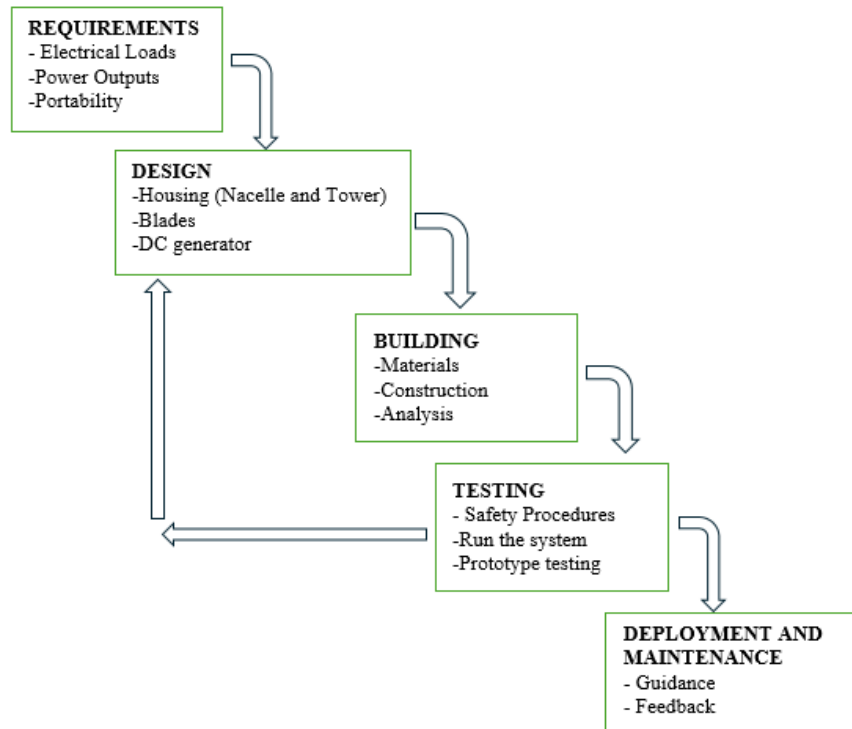 REQUIREMENTS
- Electrical Loads
-Power Outputs
-Portability
DESIGN
-Housing (Nacelle and Tower)
-Blades
-DC generator
BUILDING
-Materials
-Construction
-Analysis
TESTING
- Safety Procedures
-Run the system
-Prototype testing
DEPLOYMENT AND
MAINTENANCE
- Guidance
- Feedback